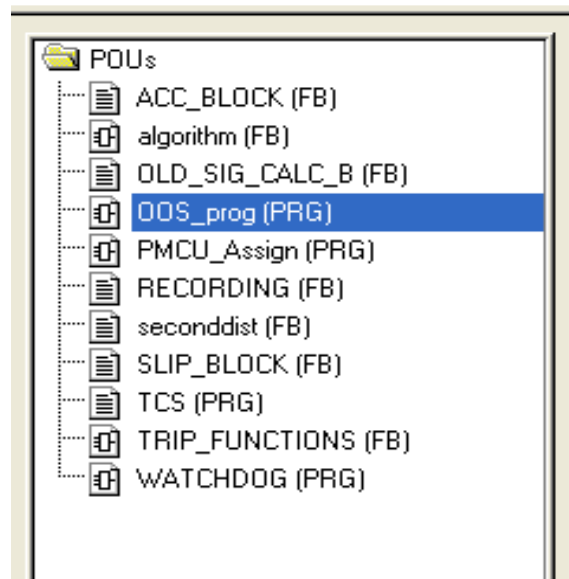 POUs
ACC_BLOCK (FB)
algorithm (FB)
OLD_SIG_CALC_B (FB)
OOS_prog (PRG)
PMCU_Assign (PRG)
RECORDING (FB)
seconddist (FB)
SLIP_BLOCK (FB)
TCS (PRG)
TRIP_FUNCTIONS (FB)
WATCHDOG (PRG)